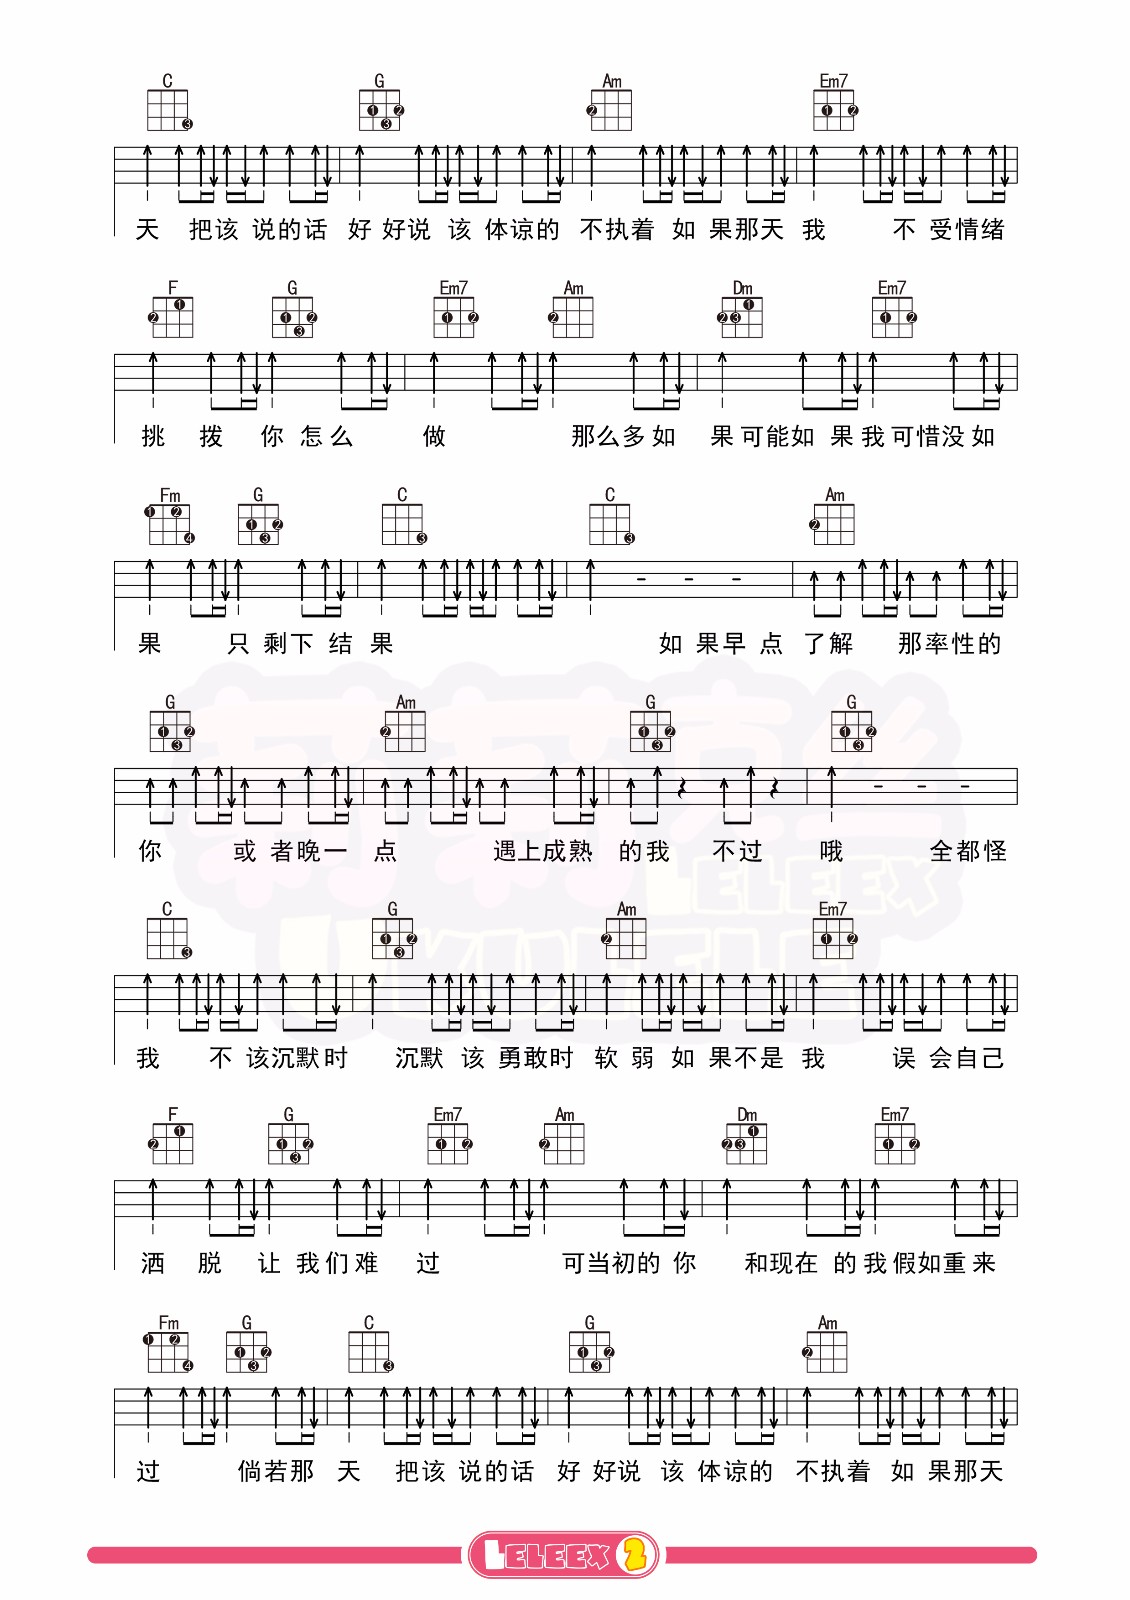 C G Am Em7
天 把该 说的话 好 好说 该 体谅的 不执着 如 果那天 我 不 受情绪
F G Em7 Am Dm Em7
挑 拨 你 怎么 做 那么多如 果可能如 果我可惜没如
Fm G C C Am
果 只 剩下 结 果 如 果早 点 了解 那率性的
G Am G G
你 或 者晚一 点 遇上成熟 的我 不过 哦 全都怪
C G Am Em7
我 不 该沉默时 沉默 该 勇敢时 软 弱 如 果不是 我 误 会自己
F G Em7 Am Dm Em7
洒 脱 让 我们难 过 可当初的 你 和现在 的我假如重来
Fm G C G Am
过 倘若那 天 把该 说的话 好 好说 该 体谅的 不执着 如 果那天
LELEEX 2
莉莉克丝
LELEEX
UKULELE